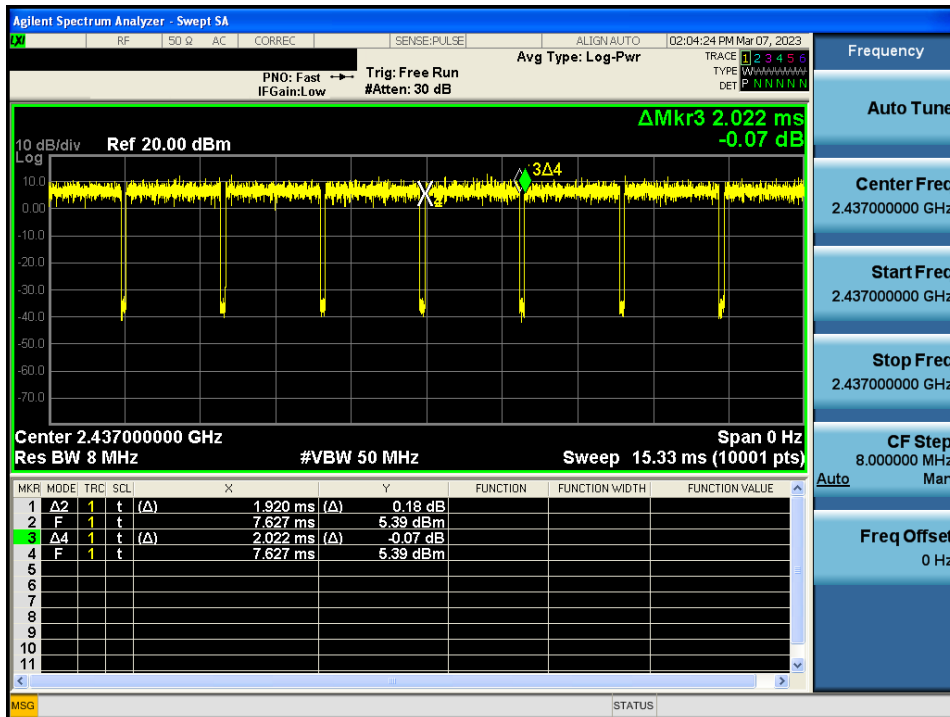 Agilent Spectrum Analyzer - Swept SA
LXI RF 50 Ω AC CORREC SENSE:PULSE ALIGN AUTO 02:04:24 PM Mar 07, 2023
Avg Type: Log-Pwr TRACE 1 2 3 4 5 6
PNO: Fast Trig: Free Run TYPE W
IFGain:Low #Atten: 30 dB DET P N N N N N
ΔMkr3 2.022 ms
-0.07 dB
10 dB/div Ref 20.00 dBm
Log
10.0
0.00
-10.0
-20.0
-30.0
-40.0
-50.0
-60.0
-70.0
3Δ4
Center 2.437000000 GHz Span 0 Hz
Res BW 8 MHz #VBW 50 MHz Sweep 15.33 ms (10001 pts)
MKR MODE TRC SCL X Y FUNCTION FUNCTION WIDTH FUNCTION VALUE
1 Δ2 1 t (Δ) 1.920 ms (Δ) 0.18 dB
2 F 1 t 7.627 ms 5.39 dBm
3 Δ4 1 t (Δ) 2.022 ms (Δ) -0.07 dB
4 F 1 t 7.627 ms 5.39 dBm
5
6
7
8
9
10
11
MSG STATUS
Frequency
Auto Tune
Center Freq
2.437000000 GHz
Start Freq
2.437000000 GHz
Stop Freq
2.437000000 GHz
CF Step
8.000000 MHz
Auto Man
Freq Offset
0 Hz